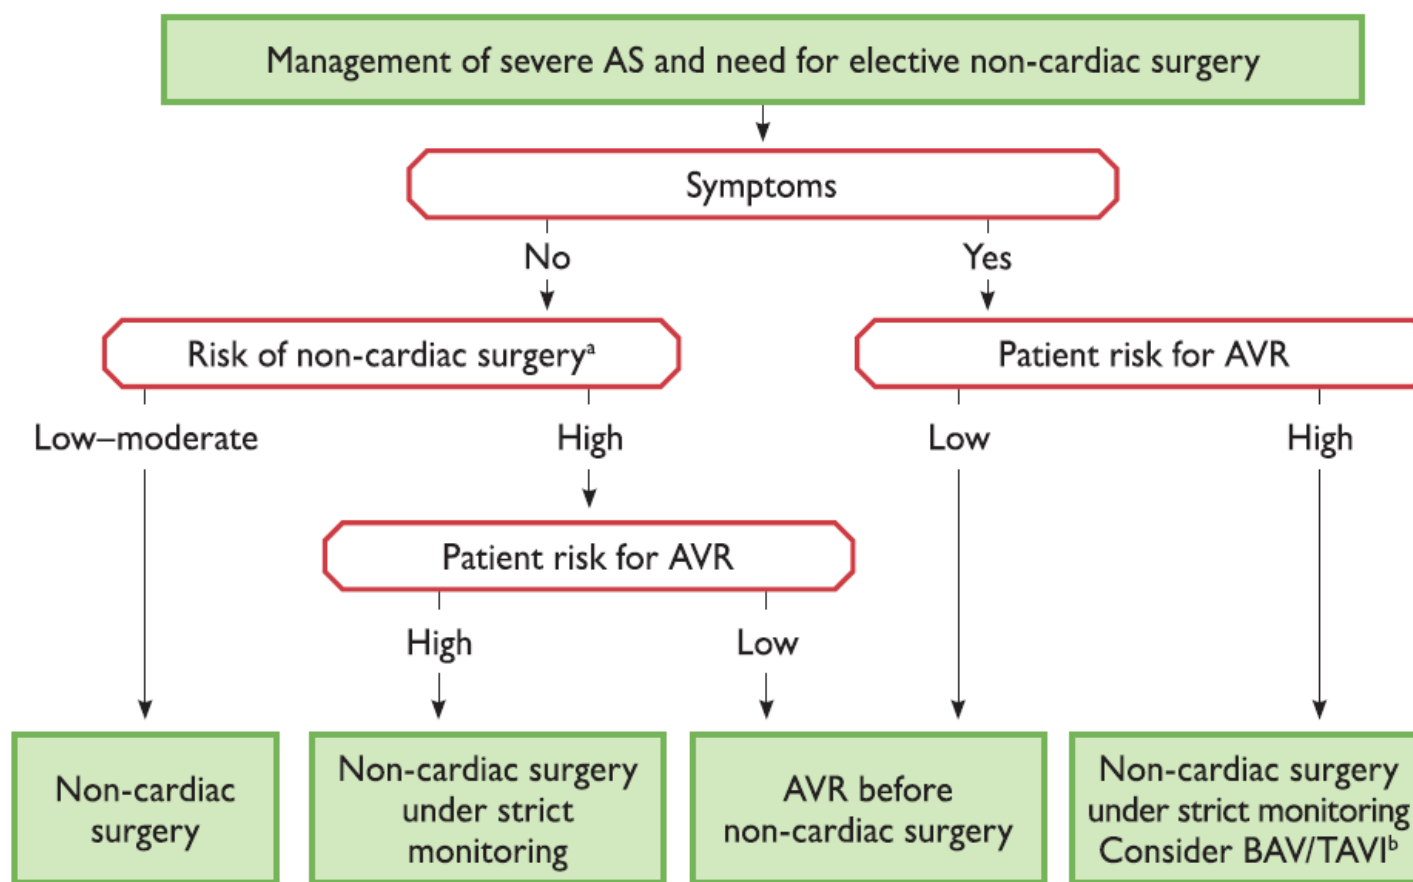 Management of severe AS and need for elective non-cardiac surgery
Symptoms
No
Yes
Risk of non-cardiac surgeryᵃ
Patient risk for AVR
Low–moderate
High
Low
High
Patient risk for AVR
High
Low
Non-cardiac
surgery
Non-cardiac surgery
under strict
monitoring
AVR before
non-cardiac surgery
Non-cardiac surgery
under strict monitoring
Consider BAV/TAVIᵇ